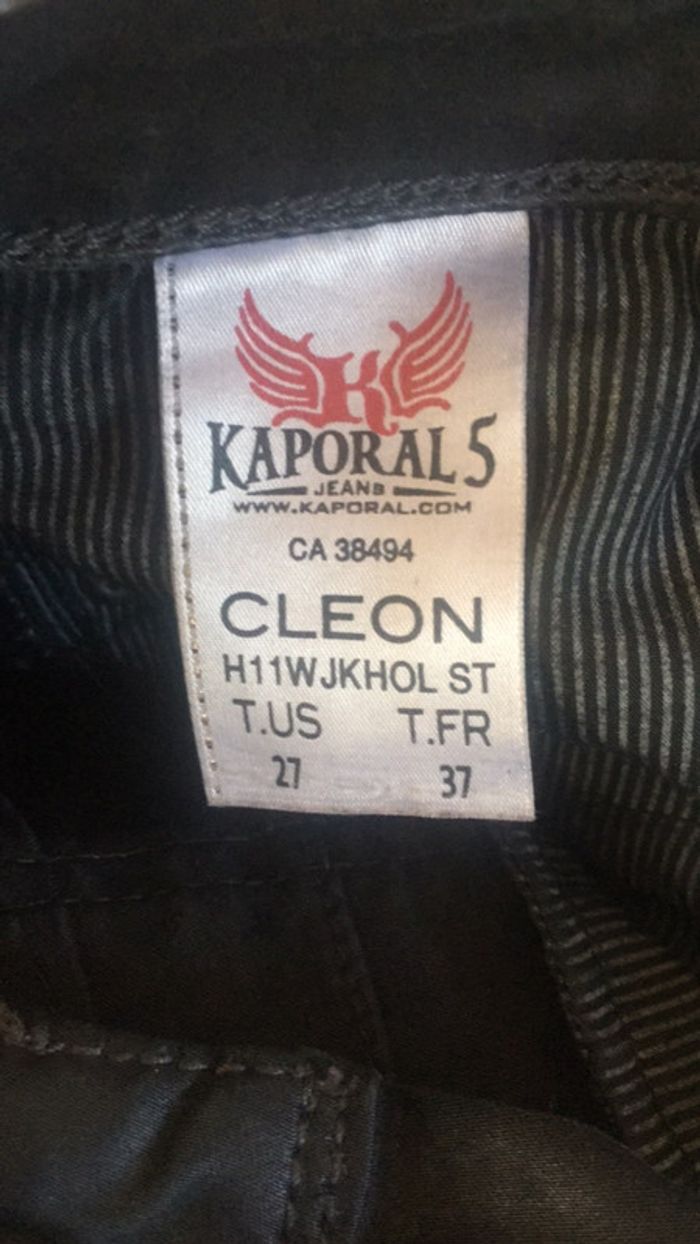 K
KAPORAL 5
JEANS
WWW.KAPORAL.COM
CA 38494
CLEON
H11WJKHOL ST
T.US T.FR
27 37